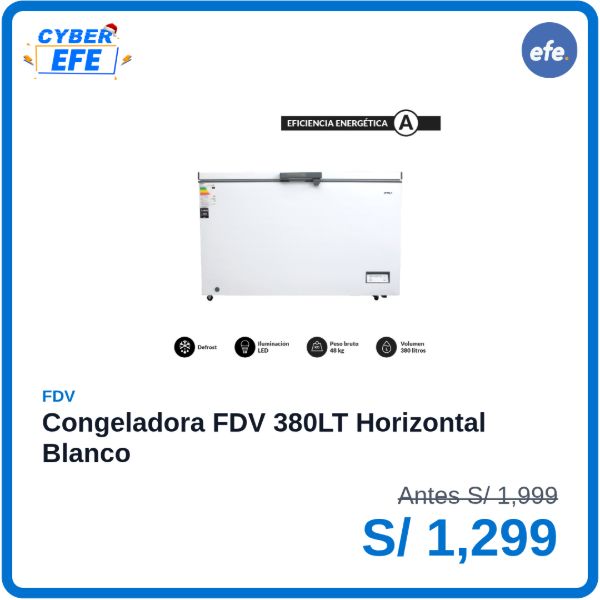 CYBER
EFE
efe.
EFICIENCIA ENERGÉTICA A
Defrost
Iluminación
LED
Peso bruto
48 kg
Volumen
380 litros
FDV
Congeladora FDV 380LT Horizontal
Blanco
Antes S/ 1,999
S/ 1,299